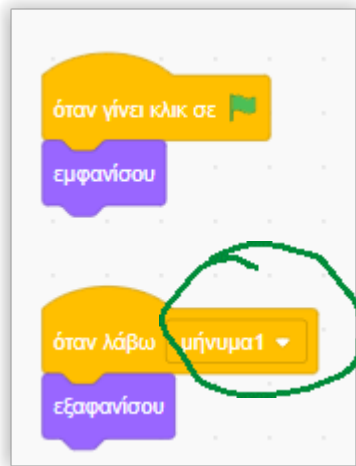 όταν γίνει κλικ σε
εμφανίσου
όταν λάβω μήνυμα1
εξαφανίσου